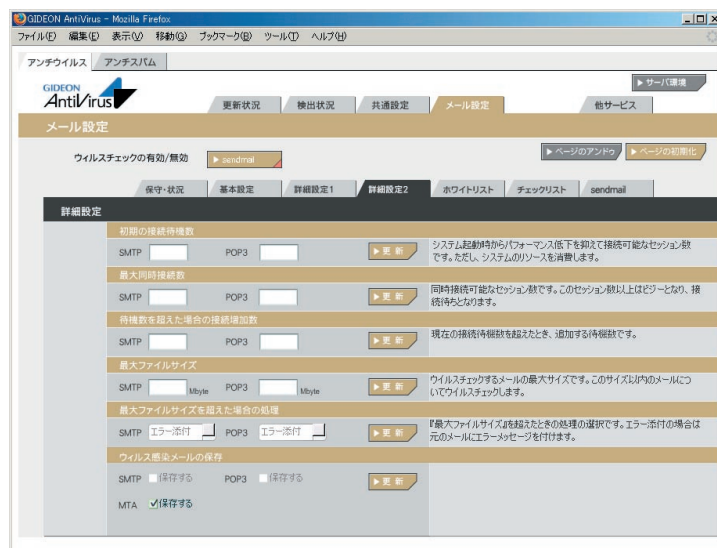 GIDEON AntiVirus - Mozilla Firefox
ファイル(F) 編集(E) 表示(V) 移動(G) ブックマーク(B) ツール(T) ヘルプ(H)
アンチウイルス アンチスパム
サーバ環境
GIDEON
AntiVirus
更新状況 検出状況 共通設定 メール設定 他サービス
メール設定
ウィルスチェックの有効/無効 sendmail ページのアンドゥ ページの初期化
保守・状況 基本設定 詳細設定1 詳細設定2 ホワイトリスト チェックリスト sendmail
詳細設定
初期の接続待機数
SMTP POP3 更 新
システム起動時からパフォーマンス低下を抑えて接続可能なセッション数
です。ただし、システムのリソースを消費します。
最大同時接続数
SMTP POP3 更 新
同時接続可能なセッション数です。このセッション数以上はビジーとなり、接
続待ちとなります。
待機数を超えた場合の接続増加数
SMTP POP3 更 新
現在の接続待機数を超えたとき、追加する待機数です。
最大ファイルサイズ
SMTP Mbyte POP3 Mbyte 更 新
ウイルスチェックするメールの最大サイズです。このサイズ以内のメールにつ
いてウイルスチェックします。
最大ファイルサイズを超えた場合の処理
SMTP エラー添付 POP3 エラー添付 更 新
『最大ファイルサイズ』を超えたときの処理の選択です。エラー添付の場合は
元のメールにエラーメッセージを付けます。
ウィルス感染メールの保存
SMTP 保存する POP3 保存する 更 新
MTA 保存する